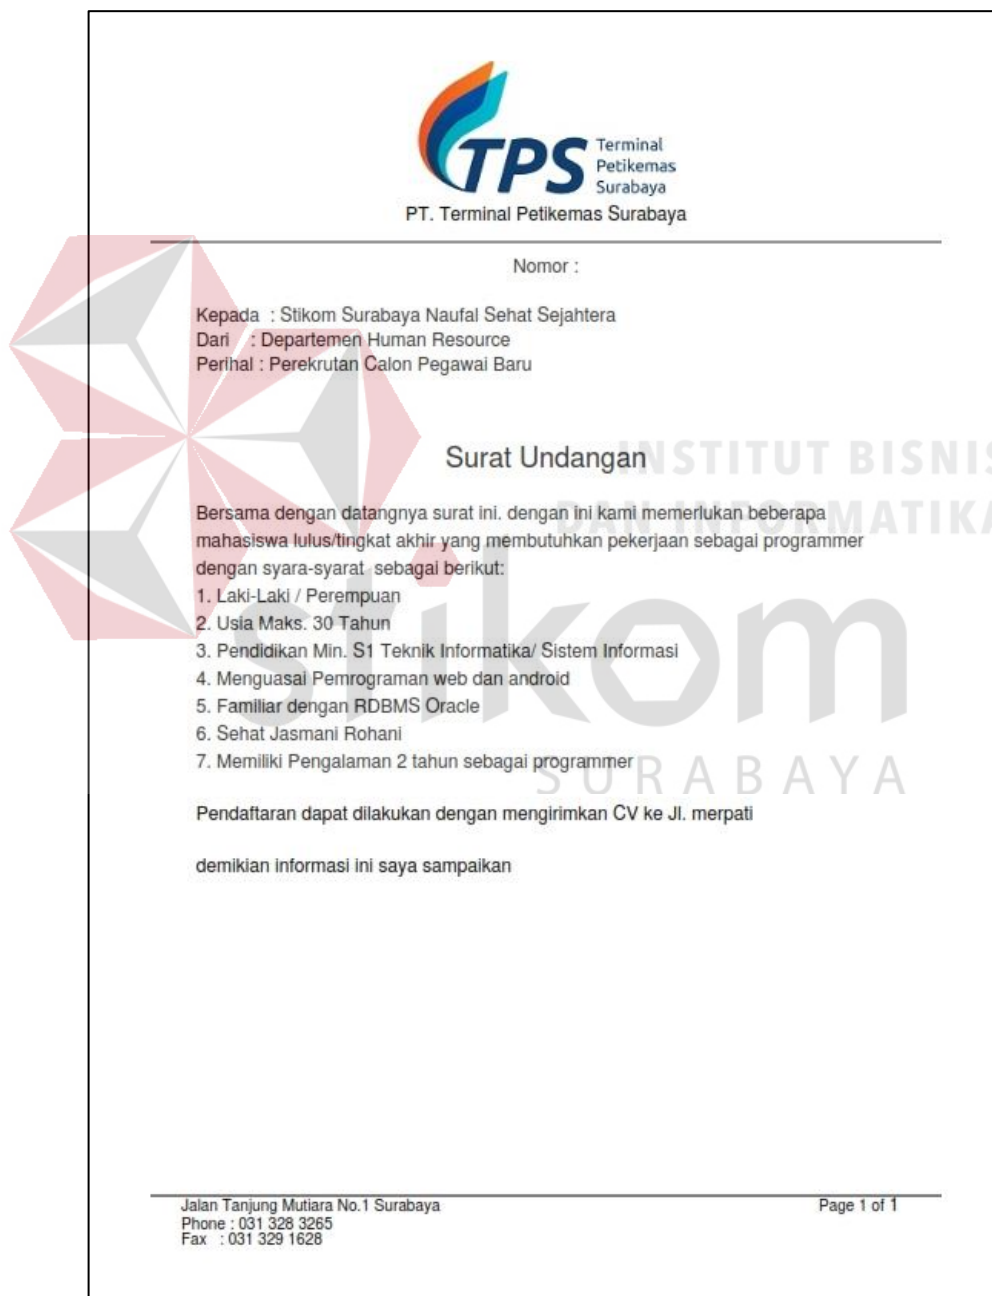 TPS
Terminal
Petikemas
Surabaya
PT. Terminal Petikemas Surabaya
Nomor :
Kepada : Stikom Surabaya Naufal Sehat Sejahtera
Dari : Departemen Human Resource
Perihal : Perekrutan Calon Pegawai Baru
Surat Undangan
INSTITUT BISNIS
DAN INFORMATIKA
Bersama dengan datangnya surat ini. dengan ini kami memerlukan beberapa
mahasiswa lulus/tingkat akhir yang membutuhkan pekerjaan sebagai programmer
dengan syara-syarat sebagai berikut:
1. Laki-Laki / Perempuan
2. Usia Maks. 30 Tahun
3. Pendidikan Min. S1 Teknik Informatika/ Sistem Informasi
4. Menguasai Pemrograman web dan android
5. Familiar dengan RDBMS Oracle
6. Sehat Jasmani Rohani
7. Memiliki Pengalaman 2 tahun sebagai programmer
stikom
SURABAYA
Pendaftaran dapat dilakukan dengan mengirimkan CV ke Jl. merpati
demikian informasi ini saya sampaikan
Jalan Tanjung Mutiara No.1 Surabaya
Page 1 of 1
Phone : 031 328 3265
Fax : 031 329 1628